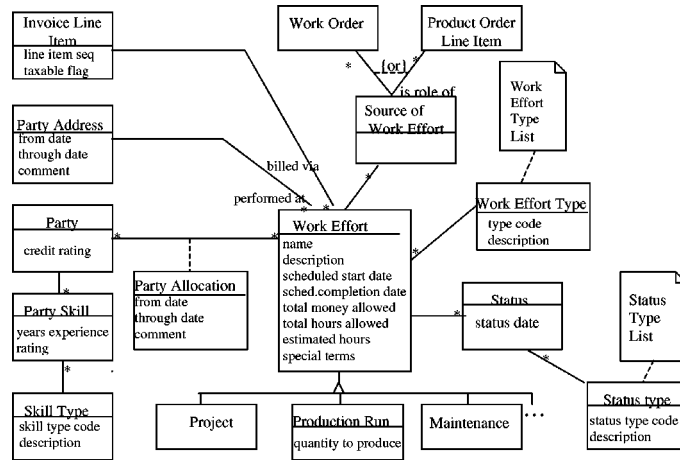 Invoice Line
Item
line item seq
taxable flag
Work Order
Product Order
Line Item
*
{or}
*
is role of
Source of
Work Effort
*
Work
Effort
Type
List
Party Address
from date
through date
comment
billed via
performed at
*
*
Work Effort Type
type code
description
*
Party
credit rating
*
*
*
Work Effort
name
description
scheduled start date
sched.completion date
total money allowed
total hours allowed
estimated hours
special terms
Party Allocation
from date
through date
comment
Party Skill
years experience
rating
*
Skill Type
skill type code
description
*
Status
status date
*
Status
Type
List
Status type
status type code
description
Project
Production Run
quantity to produce
Maintenance
...